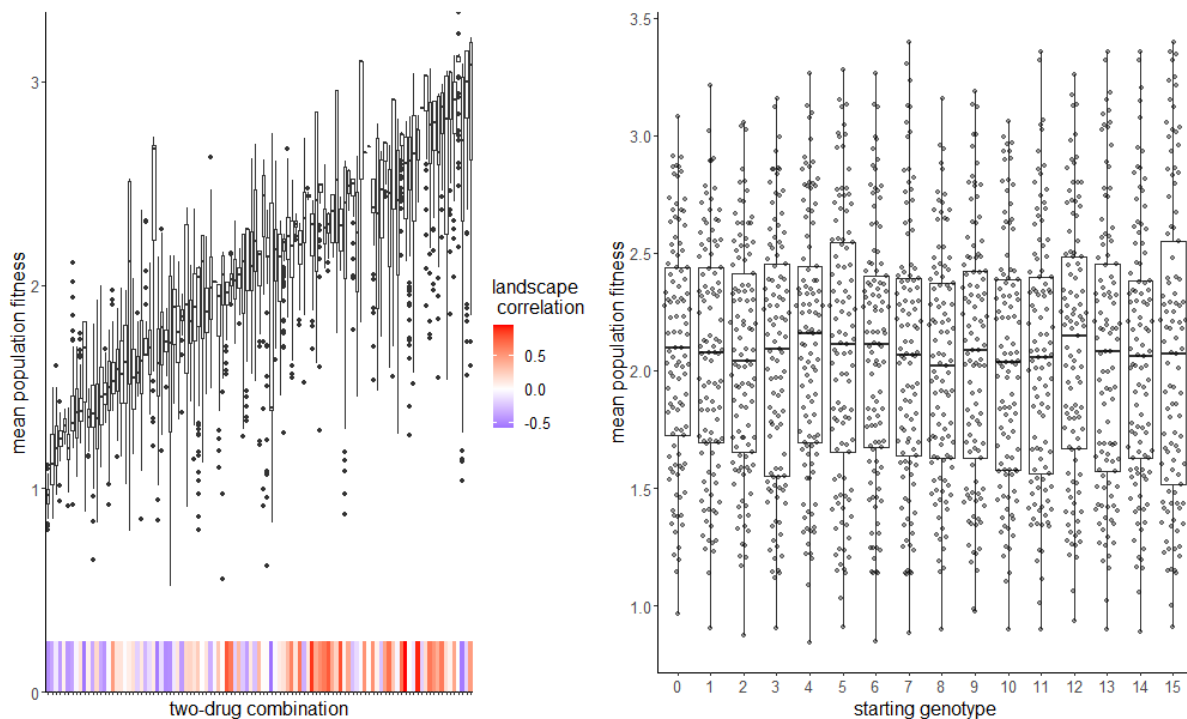 mean population fitness
3
2
1
0
two-drug combination
landscape
correlation
0.5
0.0
-0.5
mean population fitness
3.5
3.0
2.5
2.0
1.5
1.0
0 1 2 3 4 5 6 7 8 9 10 11 12 13 14 15
starting genotype